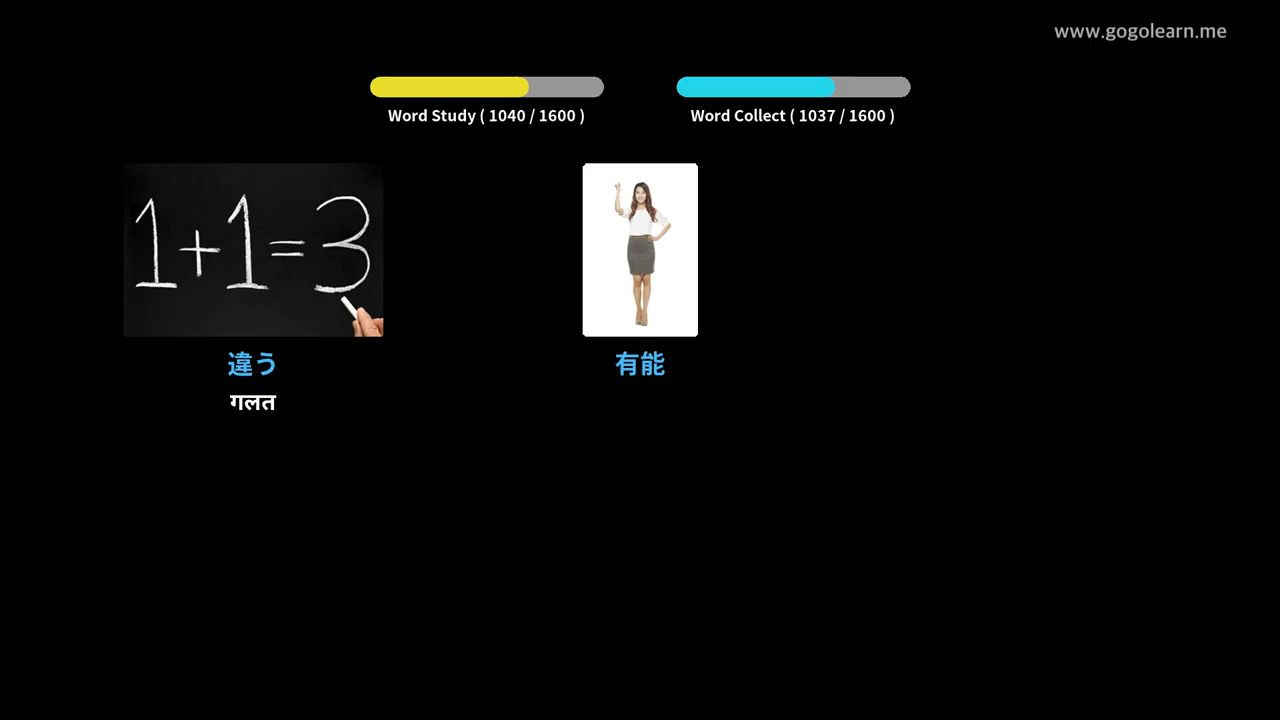 www.gogolearn.me
Word Study ( 1040 / 1600 )
Word Collect ( 1037 / 1600 )
1+1=3
違う
गलत
有能